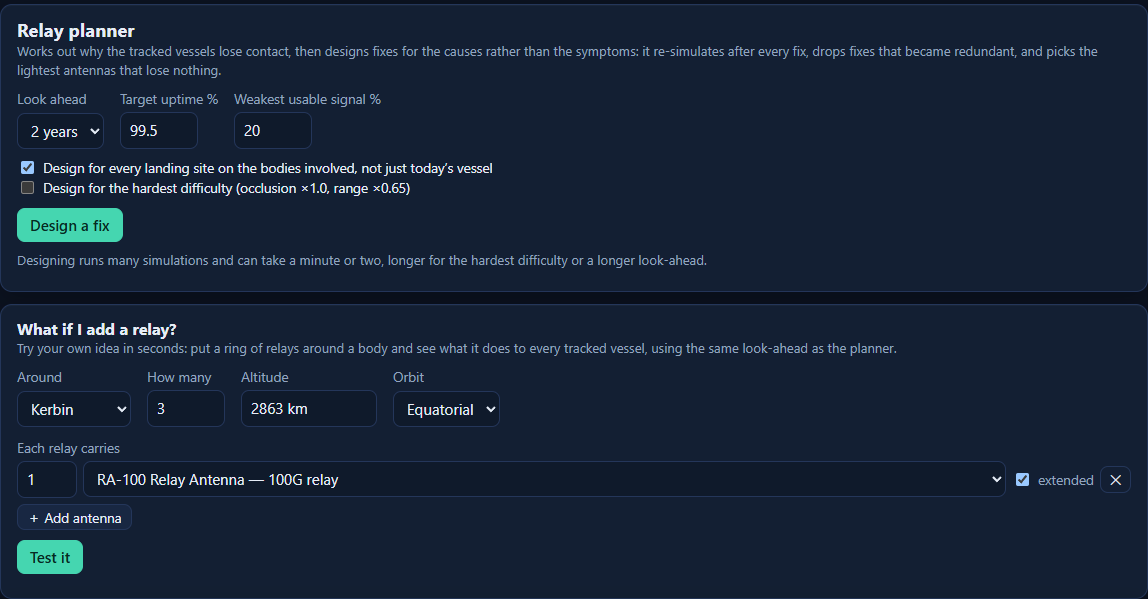 Relay planner
Works out why the tracked vessels lose contact, then designs fixes for the causes rather than the symptoms: it re-simulates after every fix, drops fixes that became redundant, and picks the
lightest antennas that lose nothing.
Look ahead Target uptime % Weakest usable signal %
2 years 99.5 20
Design for every landing site on the bodies involved, not just today's vessel
Design for the hardest difficulty (occlusion ×1.0, range ×0.65)
Design a fix
Designing runs many simulations and can take a minute or two, longer for the hardest difficulty or a longer look-ahead.
What if I add a relay?
Try your own idea in seconds: put a ring of relays around a body and see what it does to every tracked vessel, using the same look-ahead as the planner.
Around How many Altitude Orbit
Kerbin 3 2863 km Equatorial
Each relay carries
1 RA-100 Relay Antenna — 100G relay extended ✕
+ Add antenna
Test it